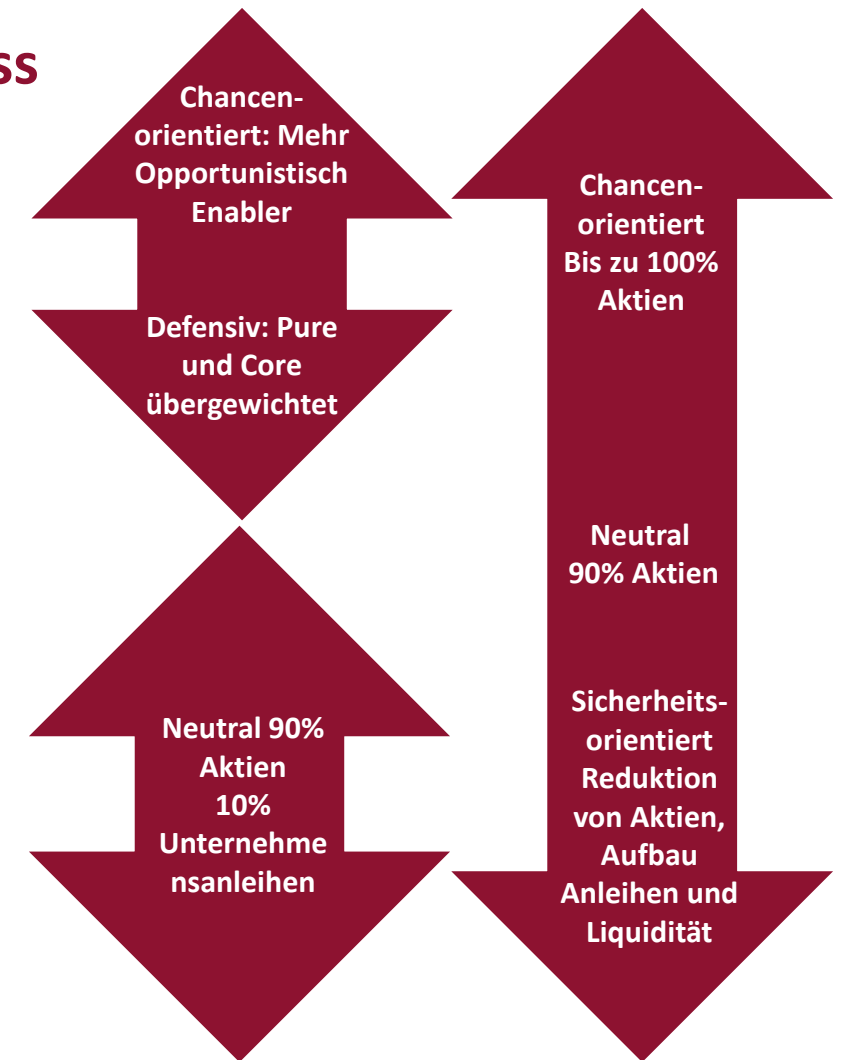 ss
Chancen-
orientiert: Mehr
Opportunistisch
Enabler
Defensiv: Pure
und Core
übergewichtet
Neutral 90%
Aktien
10%
Unternehme
nsanleihen
Chancen-
orientiert
Bis zu 100%
Aktien
Neutral
90% Aktien
Sicherheits-
orientiert
Reduktion
von Aktien,
Aufbau
Anleihen und
Liquidität